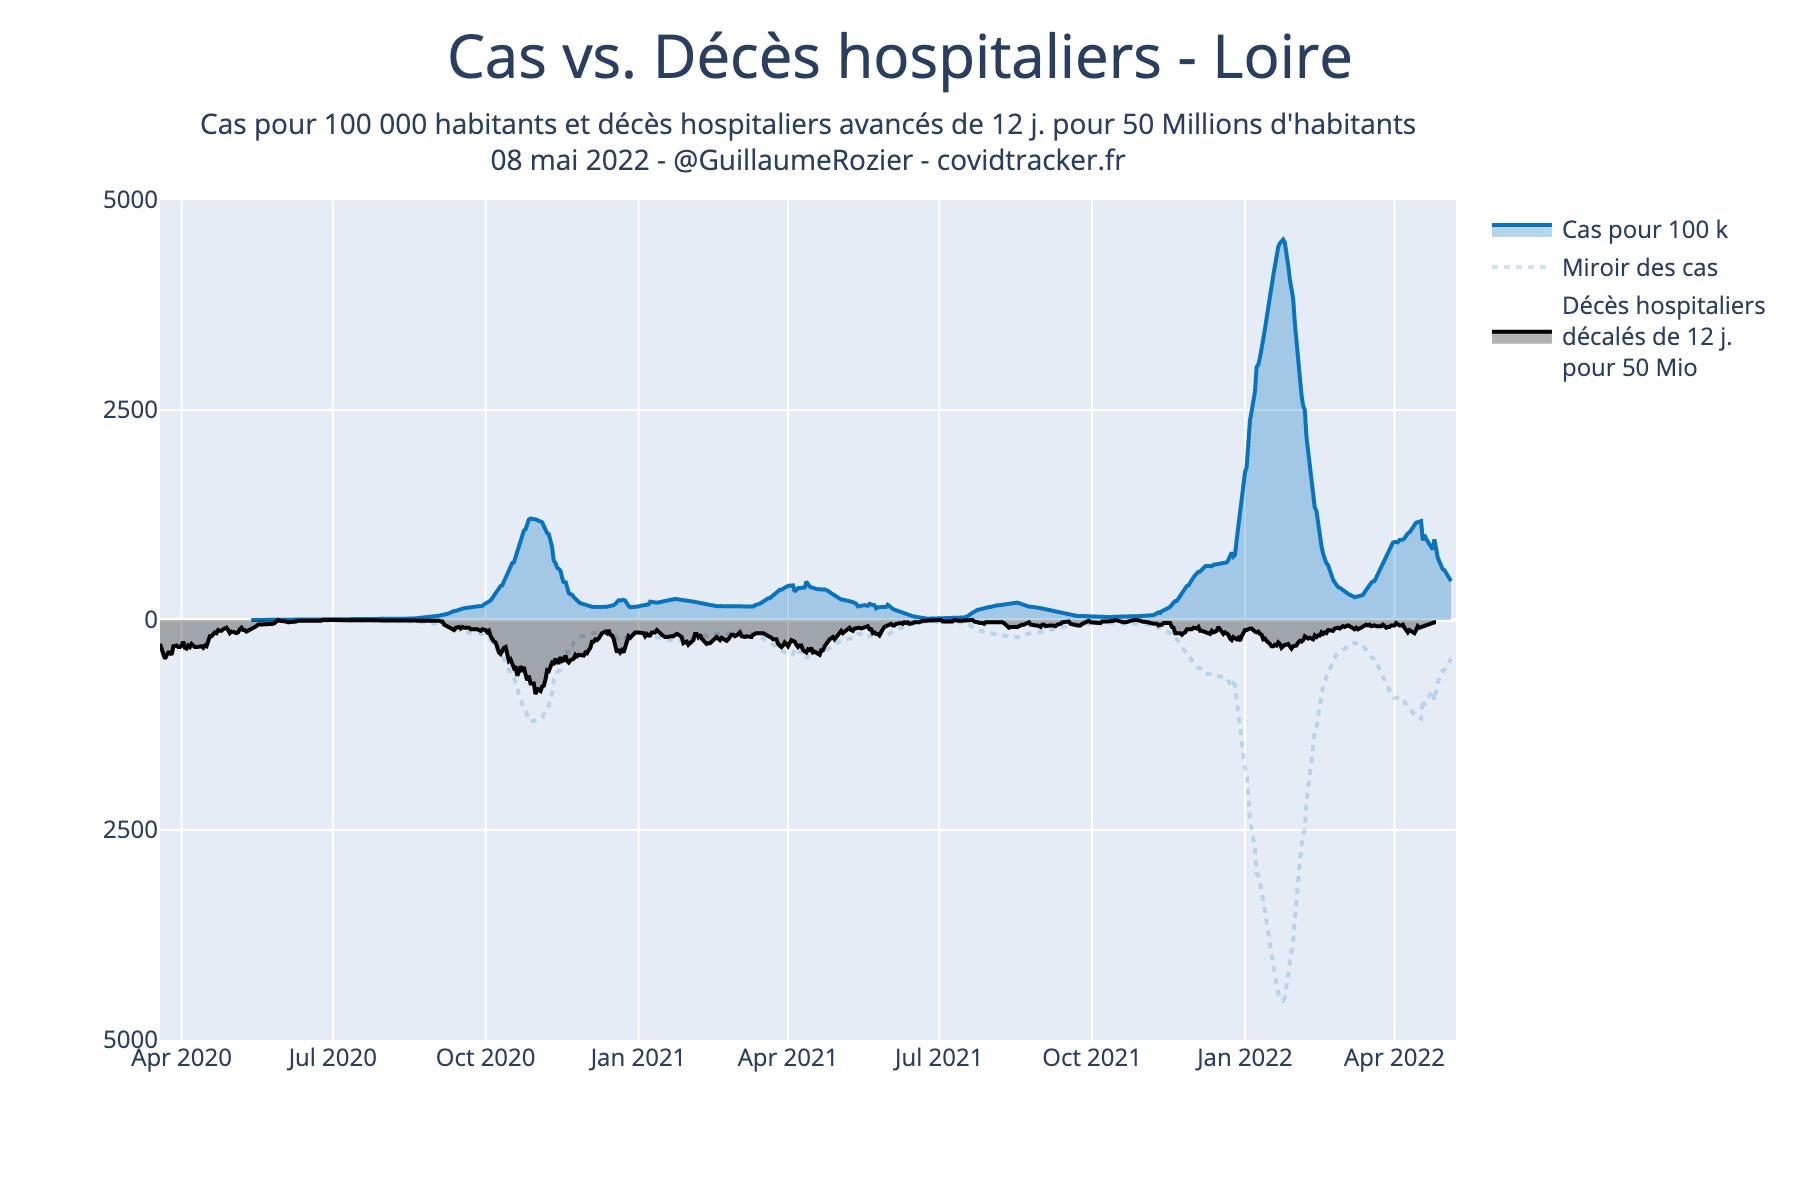 Cas vs. Décès hospitaliers - Loire
Cas pour 100 000 habitants et décès hospitaliers avancés de 12 j. pour 50 Millions d'habitants
08 mai 2022 - @GuillaumeRozier - covidtracker.fr
5000
2500
0
2500
5000
Apr 2020
Jul 2020
Oct 2020
Jan 2021
Apr 2021
Jul 2021
Oct 2021
Jan 2022
Apr 2022
Cas pour 100 k
Miroir des cas
Décès hospitaliers
décalés de 12 j.
pour 50 Mio